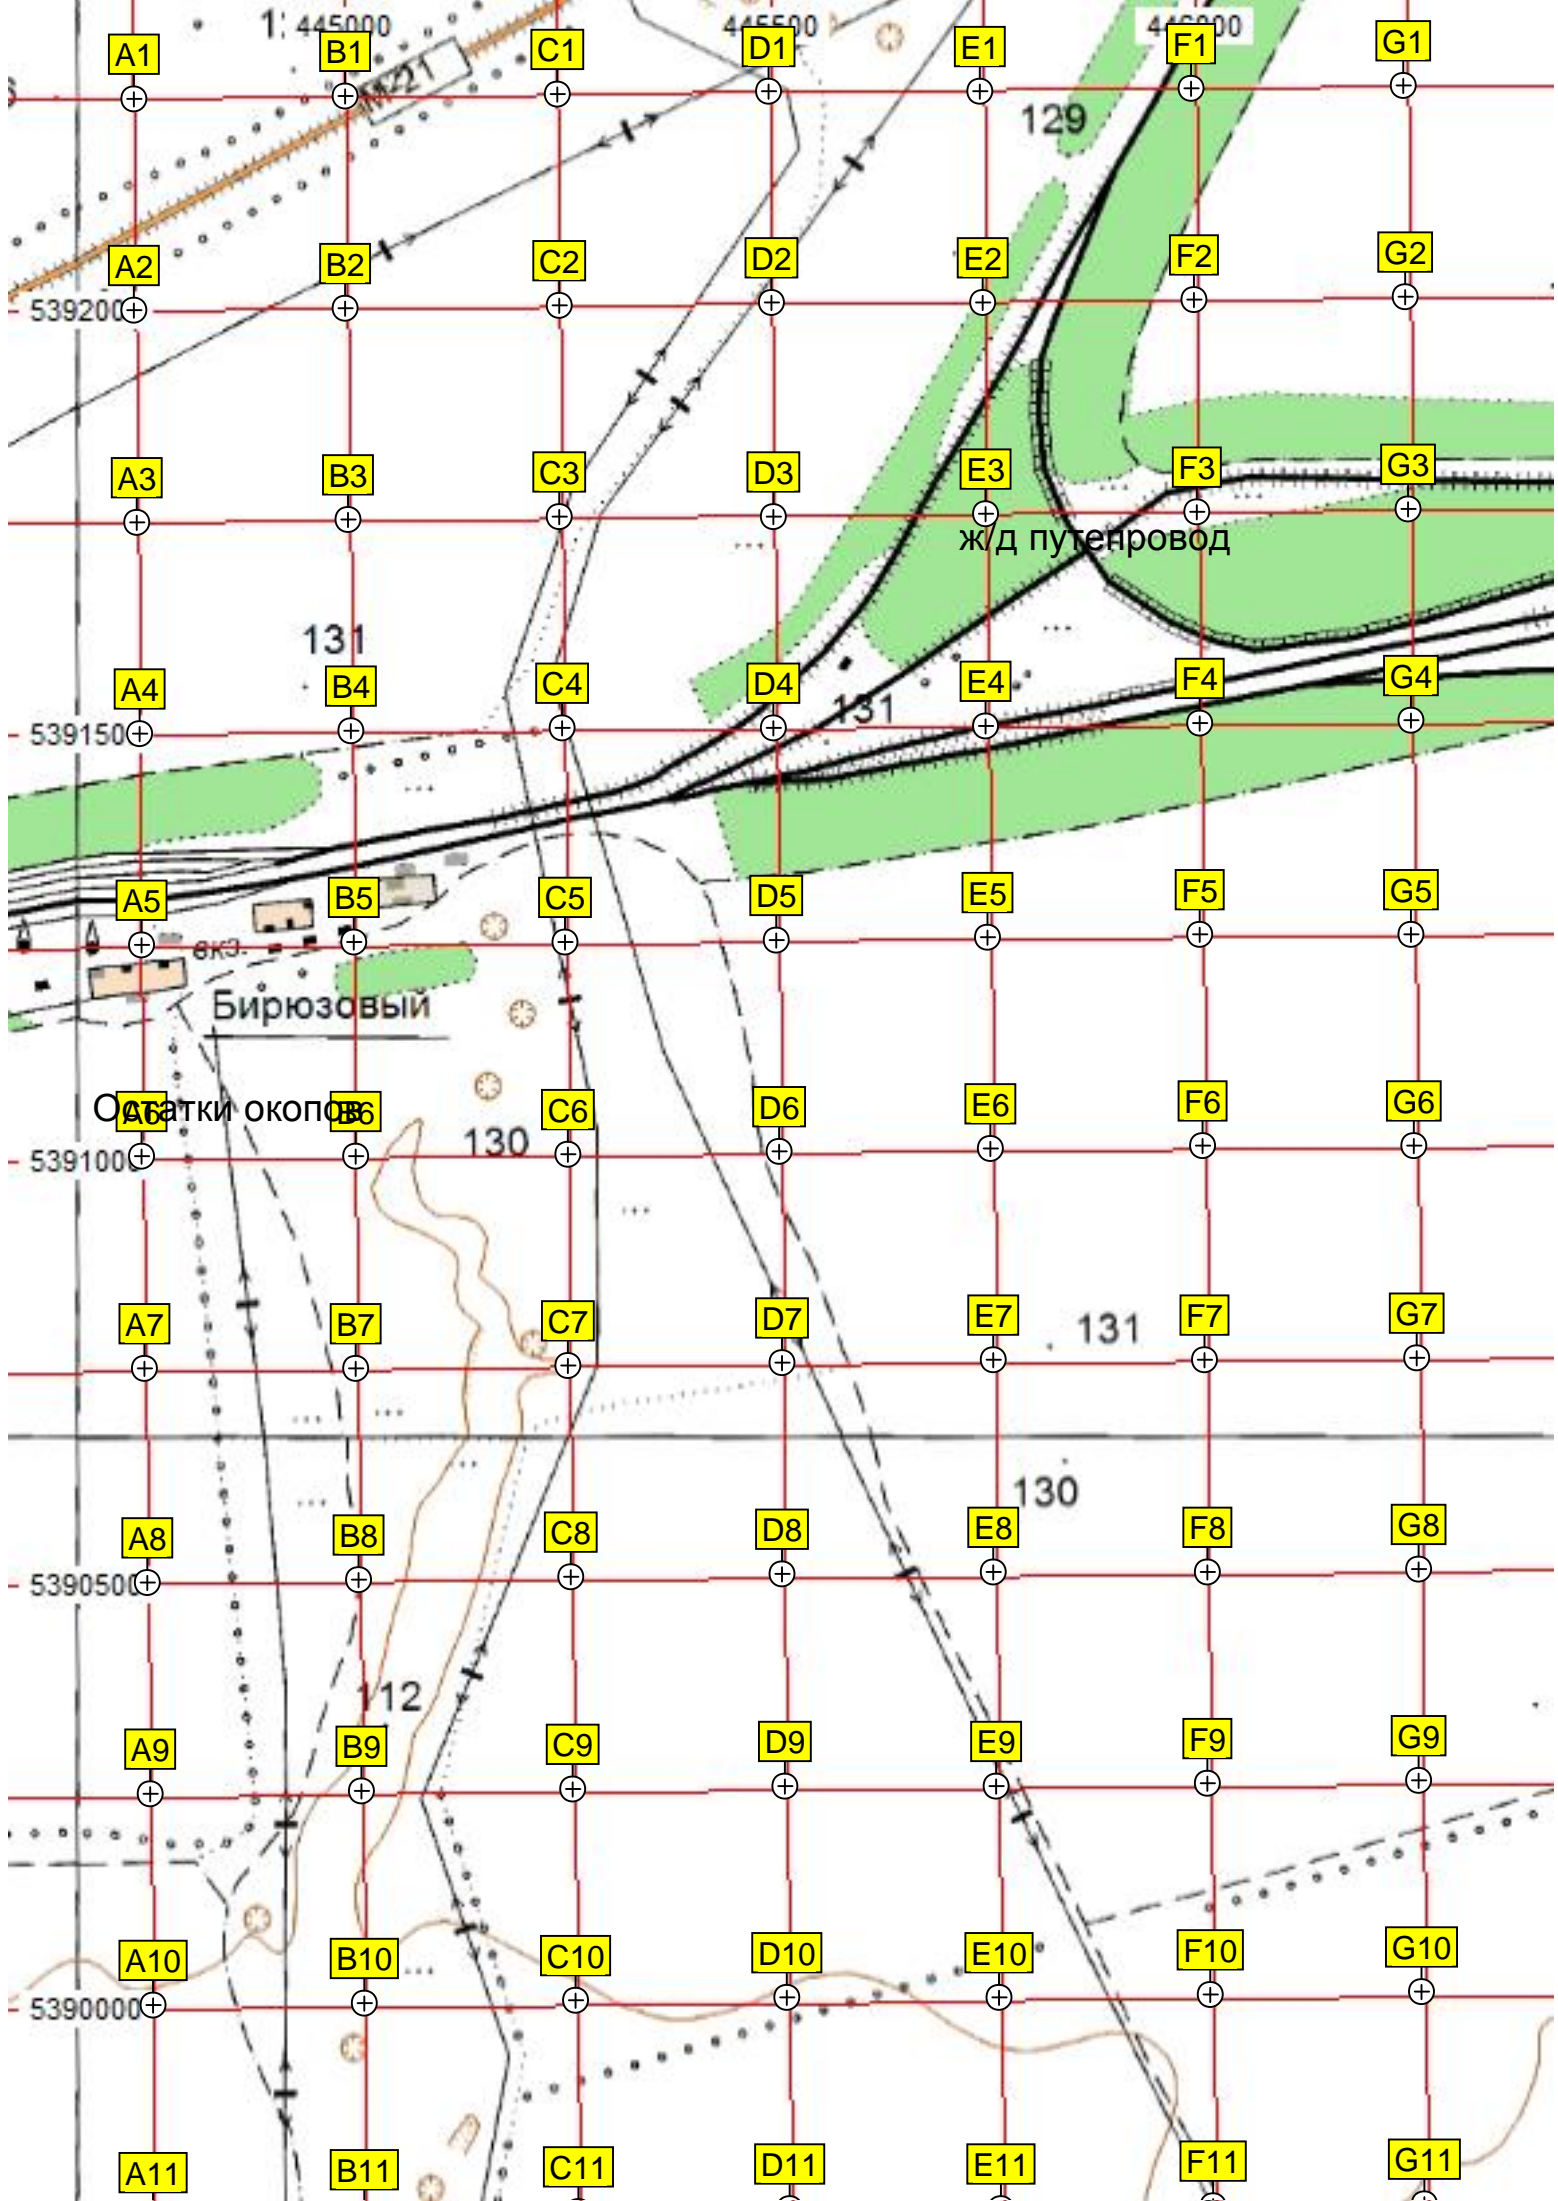 445000
445500
A1 B1 C1 D1 E1 F1 G1
M21
129
A2 B2 C2 D2 E2 F2 G2
A3 B3 C3 D3 E3 F3 G3
ж/д путепровод
131
A4 B4 C4 D4 E4 F4 G4
131
A5 B5 C5 D5 E5 F5 G5
вкз.
Бирюзовый
A6 B6 C6 D6 E6 F6 G6
Остатки окопов
130
5391000
A7 B7 C7 D7 E7 F7 G7
131
130
A8 B8 C8 D8 E8 F8 G8
5390500
112
A9 B9 C9 D9 E9 F9 G9
A10 B10 C10 D10 E10 F10 G10
5390000
A11 B11 C11 D11 E11 F11 G11